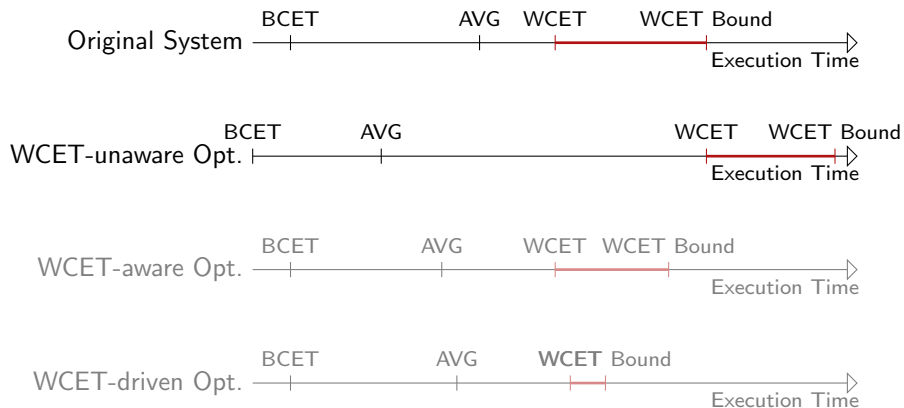 BCET AVG WCET WCET Bound
Original System
Execution Time
BCET AVG WCET WCET Bound
WCET-unaware Opt.
Execution Time
BCET AVG WCET WCET Bound
WCET-aware Opt.
Execution Time
BCET AVG WCET Bound
WCET-driven Opt.
Execution Time